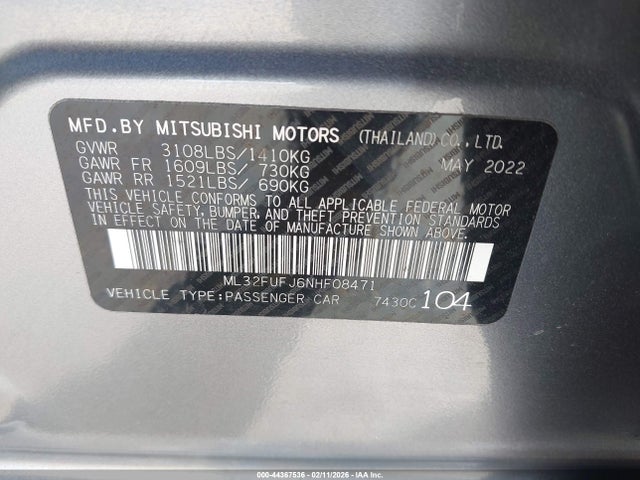 MFD.BY MITSUBISHI MOTORS (THAILAND)CO.,LTD.
GVWR 3108LBS/1410KG MAY 2022
GAWR FR 1609LBS/ 730KG
GAWR RR 1521LBS/ 690KG
THIS VEHICLE CONFORMS TO ALL APPLICABLE FEDERAL MOTOR
VEHICLE SAFETY, BUMPER, AND THEFT PREVENTION STANDARDS
IN EFFECT ON THE DATE OF MANUFACTURE SHOWN ABOVE.
ML32FUFJ6NHF08471
VEHICLE TYPE:PASSENGER CAR 7430C 104
000-44367536 - 02/11/2026 - IAAI.